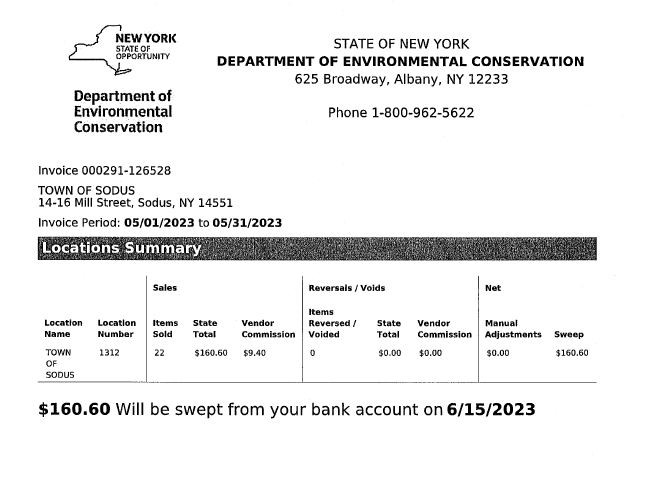 NEW YORK
STATE OF
OPPORTUNITY
Department of
Environmental
Conservation
STATE OF NEW YORK
DEPARTMENT OF ENVIRONMENTAL CONSERVATION
625 Broadway, Albany, NY 12233
Phone 1-800-962-5622
Invoice 000291-126528
TOWN OF SODUS
14-16 Mill Street, Sodus, NY 14551
Invoice Period: 05/01/2023 to 05/31/2023
Locations Summary
Sales Reversals / Voids Net
Location Name Location Number Items Sold State Total Vendor Commission Items Reversed / Voided State Total Vendor Commission Manual Adjustments Sweep
TOWN OF SODUS 1312 22 $160.60 $9.40 0 $0.00 $0.00 $0.00 $160.60
$160.60 Will be swept from your bank account on 6/15/2023